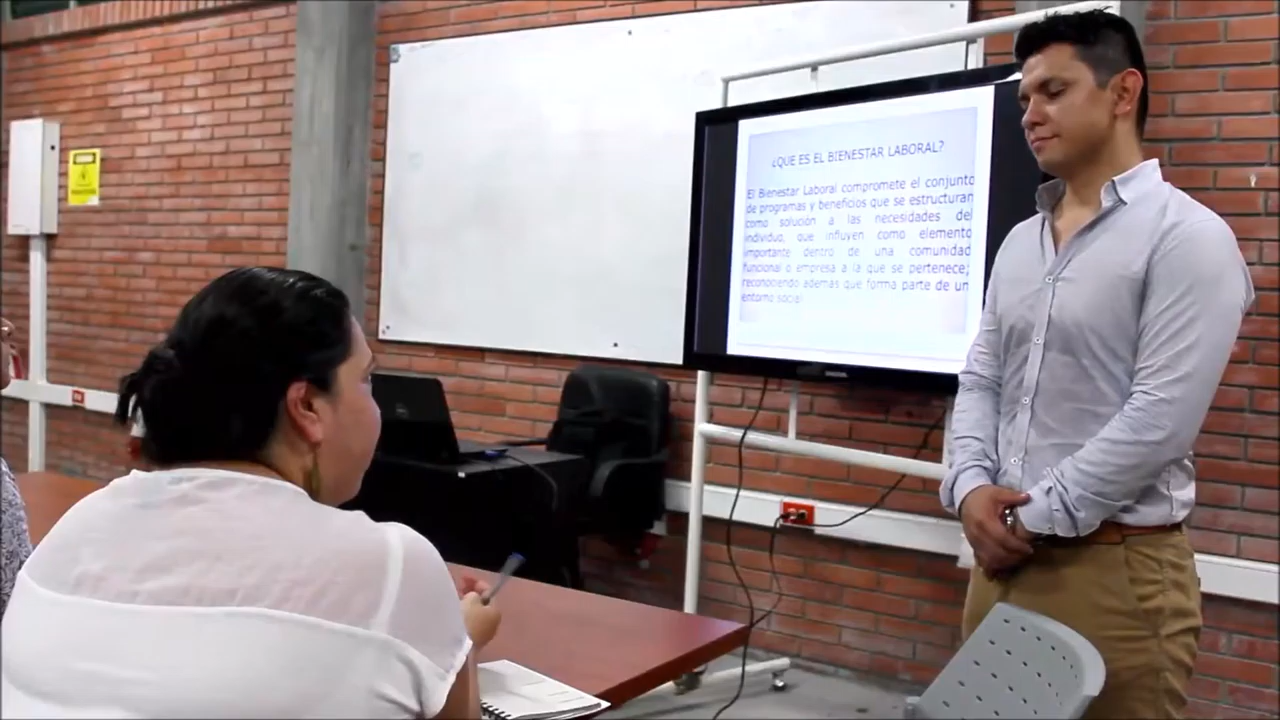 ¿QUE ES EL BIENESTAR LABORAL?
El Bienestar Laboral compromete el conjunto
de programas y beneficios que se estructuran
como solución a las necesidades del
individuo, que influyen como elemento
importante dentro de una comunidad
funcional o empresa a la que se pertenece;
reconociendo además que forma parte de un
entorno social